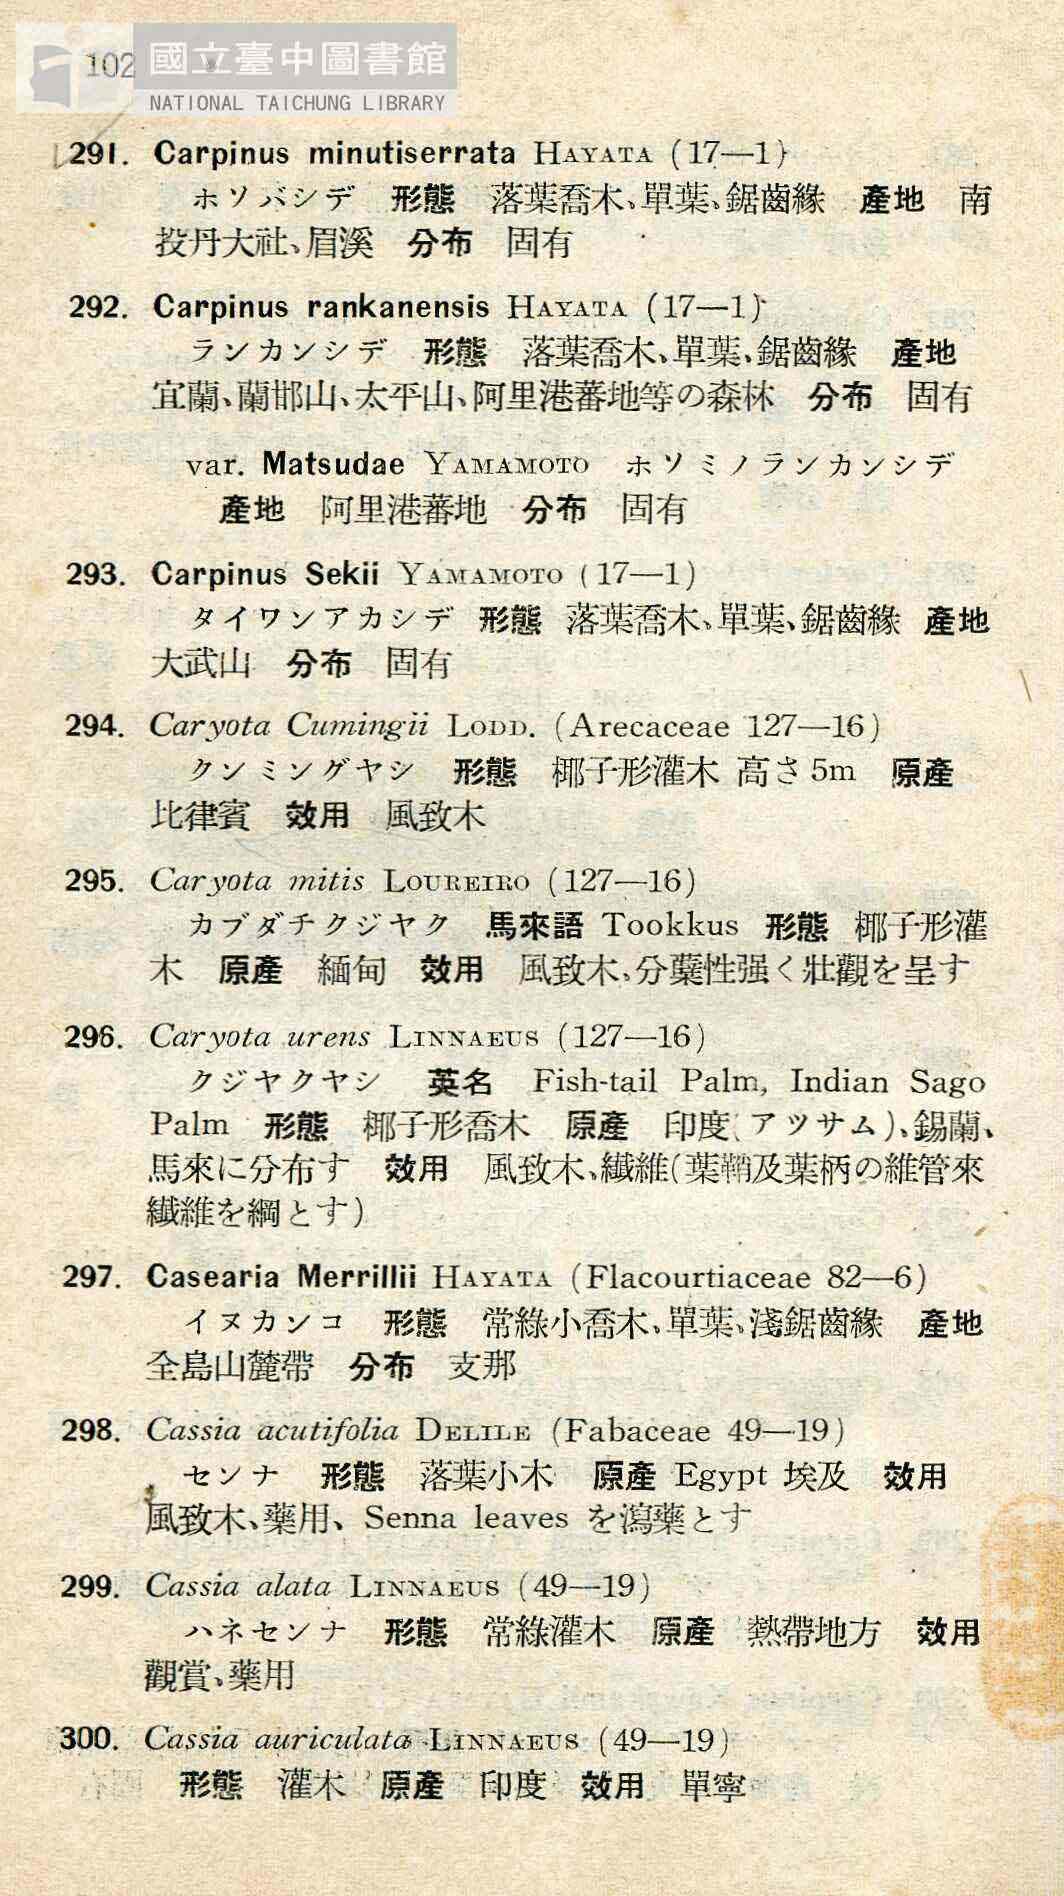 102
國立臺中圖書館
NATIONAL TAICHUNG LIBRARY
291. Carpinus minutiserrata HAYATA (17—1)
ホソバシデ 形態 落葉喬木、單葉、鋸齒緣 產地 南
投丹大社、眉溪 分布 固有
292. Carpinus rankanensis HAYATA (17—1)
ランカンシデ 形態 落葉喬木、單葉、鋸齒緣 產地
宜蘭、蘭邯山、太平山、阿里港蕃地等の森林 分布 固有
var. Matsudae YAMAMOTO ホソミノランカンシデ
產地 阿里港蕃地 分布 固有
293. Carpinus Sekii YAMAMOTO (17—1)
タイワンアカシデ 形態 落葉喬木、單葉、鋸齒緣 產地
大武山 分布 固有
294. Caryota Cumingii LODD. (Arecaceae 127—16)
クンミングヤシ 形態 椰子形灌木 高さ5m 原產
比律賓 效用 風致木
295. Caryota mitis LOUREIRO (127—16)
カブダチクジヤク 馬來語 Tookkus 形態 椰子形灌
木 原產 緬甸 效用 風致木、分蘗性强く壯觀を呈す
296. Caryota urens LINNAEUS (127—16)
クジヤクヤシ 英名 Fish-tail Palm, Indian Sago
Palm 形態 椰子形喬木 原產 印度(アツサム)、錫蘭、
馬來に分布す 效用 風致木、纖維(葉鞘及葉柄の維管來
纖維を綱とす)
297. Casearia Merrillii HAYATA (Flacourtiaceae 82—6)
イヌカンコ 形態 常綠小喬木、單葉、淺鋸齒緣 產地
全島山麓帶 分布 支那
298. Cassia acutifolia DELILE (Fabaceae 49—19)
センナ 形態 落葉小木 原產 Egypt 埃及 效用
風致木、藥用、Senna leaves を瀉藥とす
299. Cassia alata LINNAEUS (49—19)
ハネセンナ 形態 常綠灌木 原產 熱帶地方 效用
觀賞、藥用
300. Cassia auriculata LINNAEUS (49—19)
形態 灌木 原產 印度 效用 單寧